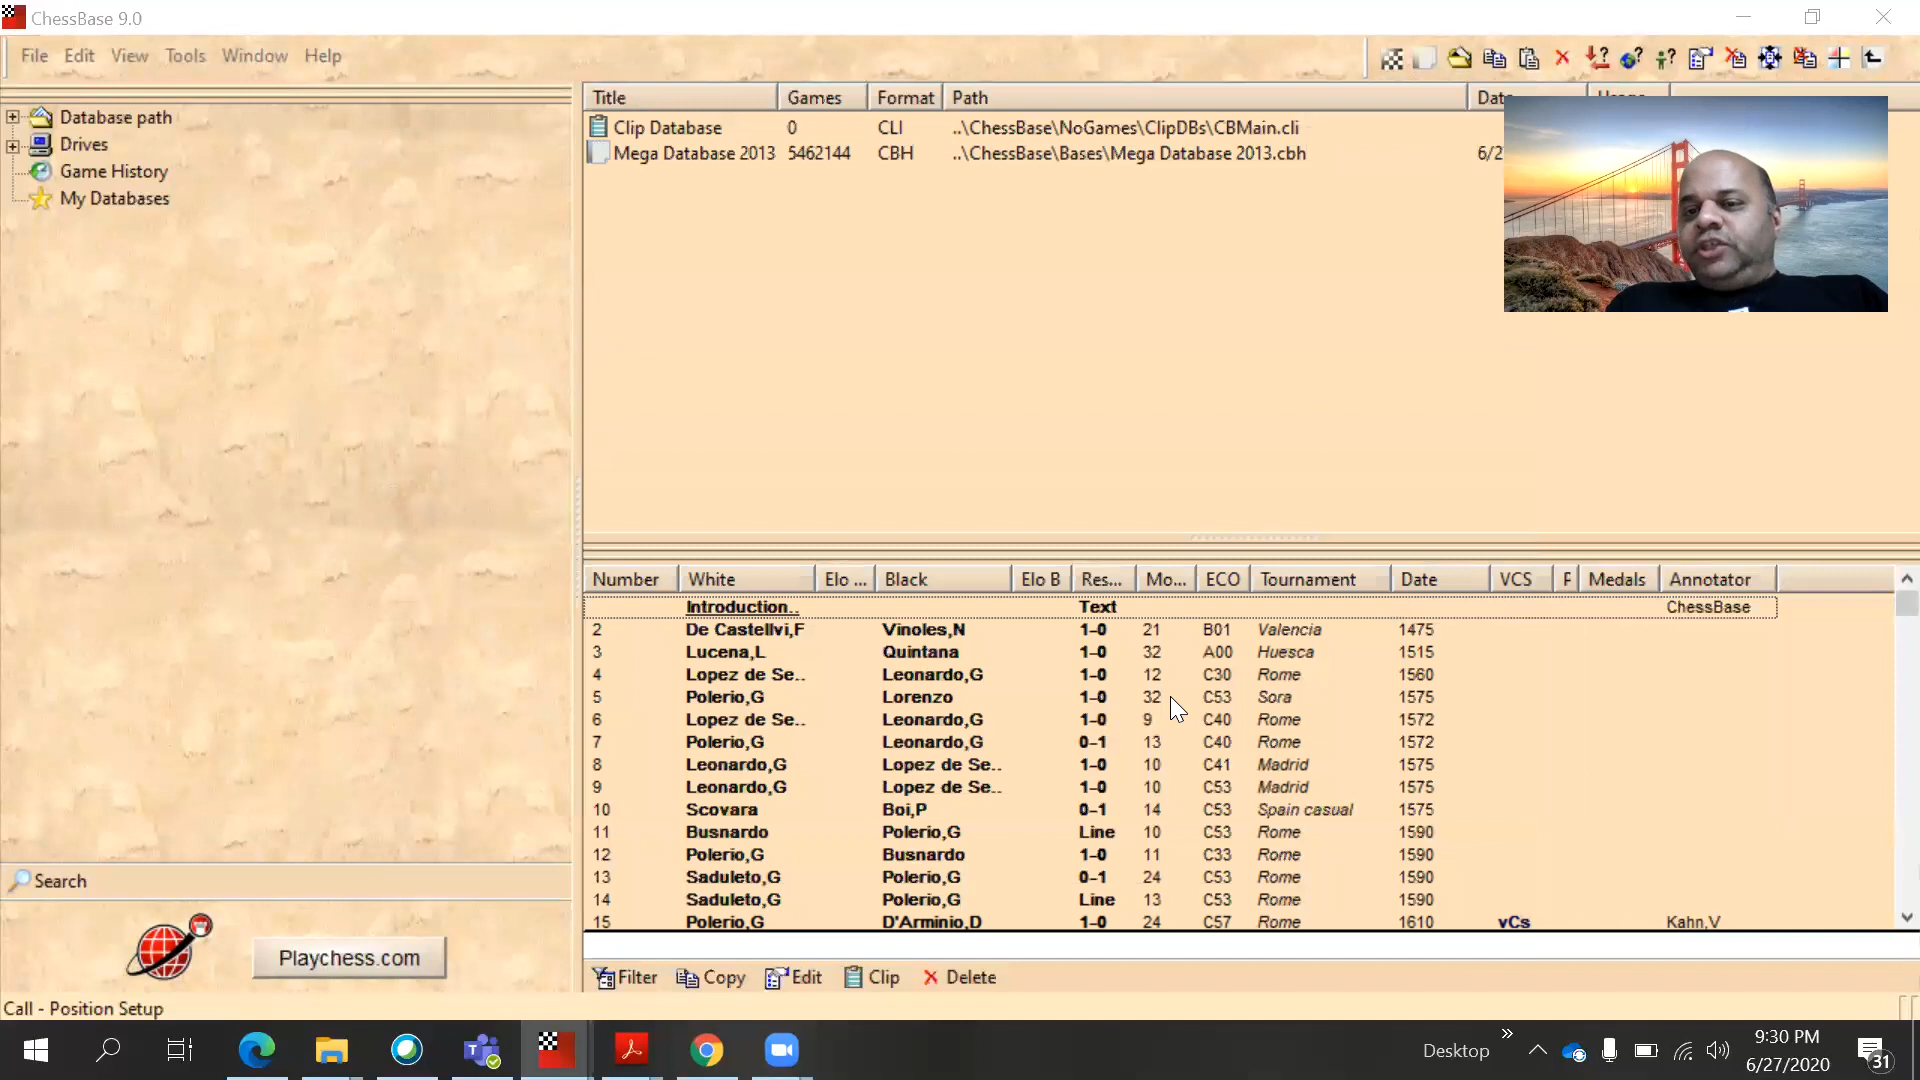 ChessBase 9.0
File Edit View Tools Window Help
Database path
Drives
Game History
My Databases
Title Games Format Path Date
Clip Database 0 CLI ..\ChessBase\NoGames\ClipDBs\CBMain.cli
Mega Database 2013 5462144 CBH ..\ChessBase\Bases\Mega Database 2013.cbh 6/2
Number White Elo ... Black Elo B Res... Mo... ECO Tournament Date VCS F Medals Annotator
Introduction.. Text ChessBase
2 De Castellvi,F Vinoles,N 1-0 21 B01 Valencia 1475
3 Lucena,L Quintana 1-0 32 A00 Huesca 1515
4 Lopez de Se.. Leonardo,G 1-0 12 C30 Rome 1560
5 Polerio,G Lorenzo 1-0 32 C53 Sora 1575
6 Lopez de Se.. Leonardo,G 1-0 9 C40 Rome 1572
7 Polerio,G Leonardo,G 0-1 13 C40 Rome 1572
8 Leonardo,G Lopez de Se.. 1-0 10 C41 Madrid 1575
9 Leonardo,G Lopez de Se.. 1-0 10 C53 Madrid 1575
10 Scovara Boi,P 0-1 14 C53 Spain casual 1575
11 Busnardo Polerio,G Line 10 C53 Rome 1590
12 Polerio,G Busnardo 1-0 11 C33 Rome 1590
13 Saduleto,G Polerio,G 0-1 24 C53 Rome 1590
14 Saduleto,G Polerio,G Line 13 C53 Rome 1590
15 Polerio,G D'Arminio,D 1-0 24 C57 Rome 1610 vCs Kahn,V
Search
Playchess.com
Filter Copy Edit Clip Delete
Call - Position Setup
Desktop
9:30 PM
6/27/2020
31